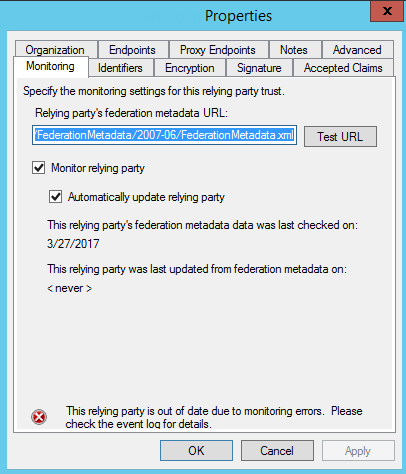 Properties
x
Organization Endpoints Proxy Endpoints Notes Advanced
Monitoring Identifiers Encryption Signature Accepted Claims
Specify the monitoring settings for this relying party trust.
Relying party's federation metadata URL:
/FederationMetadata/2007-06/FederationMetadata.xml Test URL
Monitor relying party
Automatically update relying party
This relying party's federation metadata data was last checked on:
3/27/2017
This relying party was last updated from federation metadata on:
< never >
This relying party is out of date due to monitoring errors. Please
check the event log for details.
OK Cancel Apply